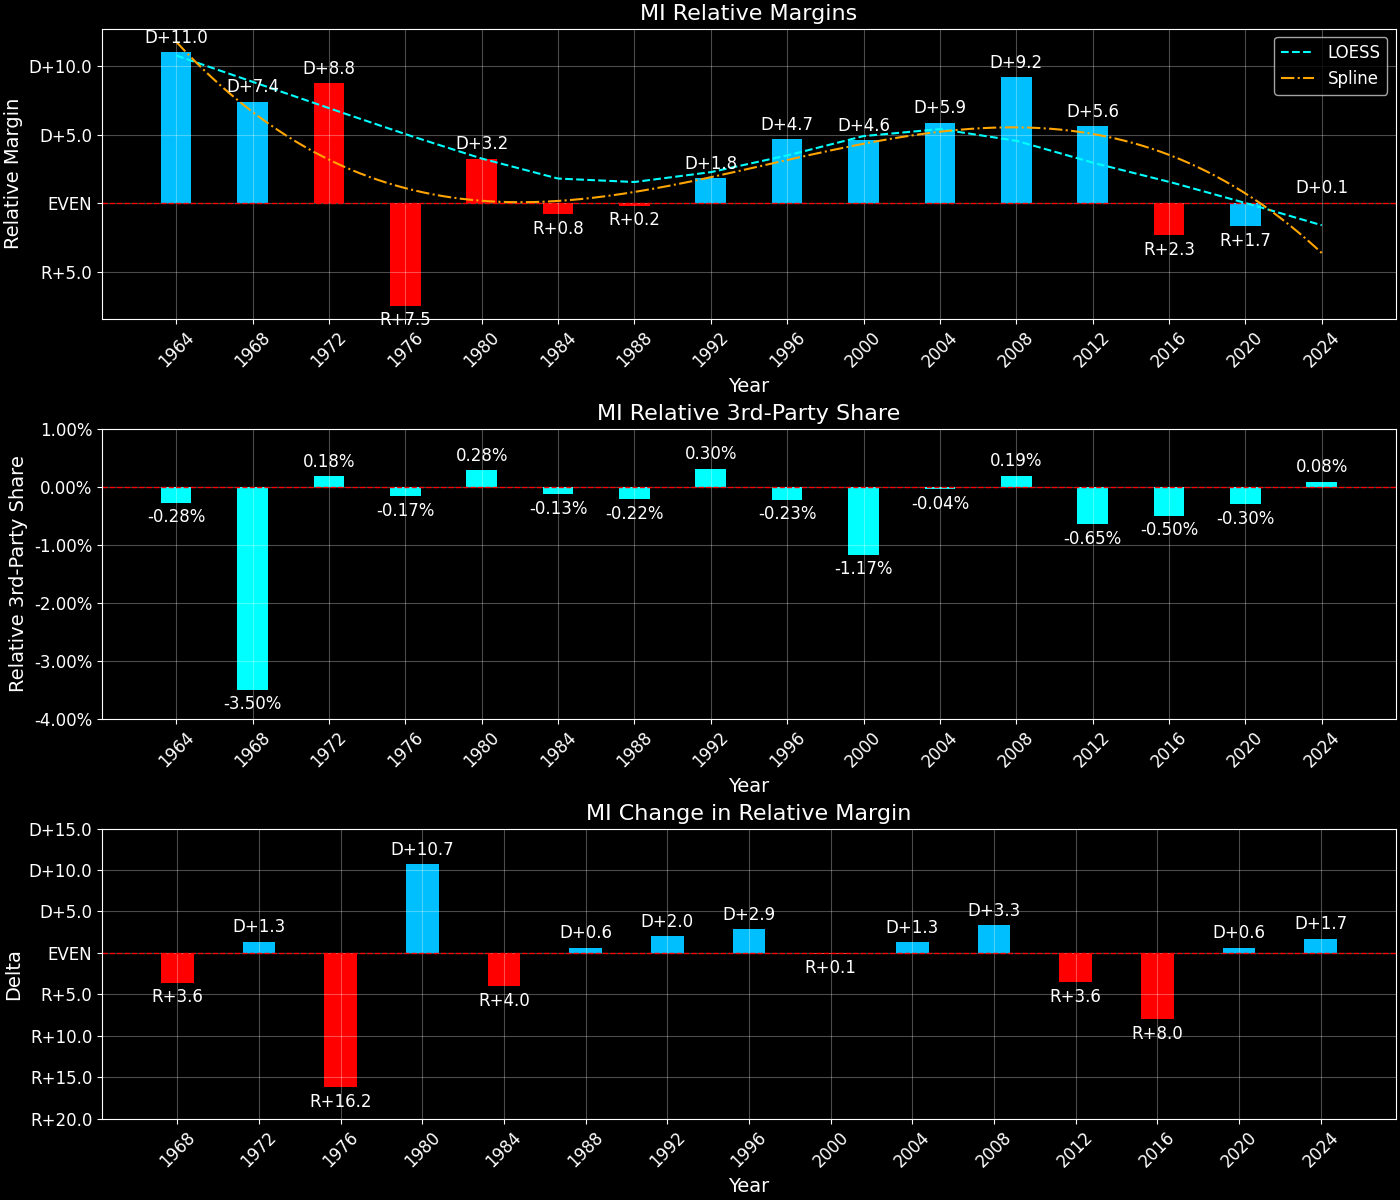 MI Relative Margins
Relative Margin
D+10.0
D+5.0
EVEN
R+5.0
D+11.0
D+7.4
D+8.8
R+7.5
D+3.2
R+0.8
R+0.2
D+1.8
D+4.7
D+4.6
D+5.9
D+9.2
D+5.6
R+2.3
R+1.7
D+0.1
LOESS
Spline
1964 1968 1972 1976 1980 1984 1988 1992 1996 2000 2004 2008 2012 2016 2020 2024
Year
MI Relative 3rd-Party Share
Relative 3rd-Party Share
1.00%
0.00%
-1.00%
-2.00%
-3.00%
-4.00%
-0.28%
-3.50%
0.18%
-0.17%
0.28%
-0.13%
-0.22%
0.30%
-0.23%
-1.17%
-0.04%
0.19%
-0.65%
-0.50%
-0.30%
0.08%
1964 1968 1972 1976 1980 1984 1988 1992 1996 2000 2004 2008 2012 2016 2020 2024
Year
MI Change in Relative Margin
Delta
D+15.0
D+10.0
D+5.0
EVEN
R+5.0
R+10.0
R+15.0
R+20.0
R+3.6
D+1.3
R+16.2
D+10.7
R+4.0
D+0.6
D+2.0
D+2.9
R+0.1
D+1.3
D+3.3
R+3.6
R+8.0
D+0.6
D+1.7
1968 1972 1976 1980 1984 1988 1992 1996 2000 2004 2008 2012 2016 2020 2024
Year